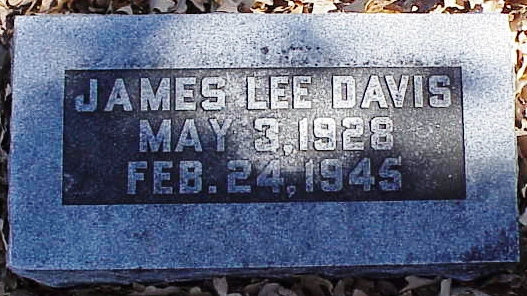 JAMES LEE DAVIS
MAY 3,1928
FEB. 24,1945